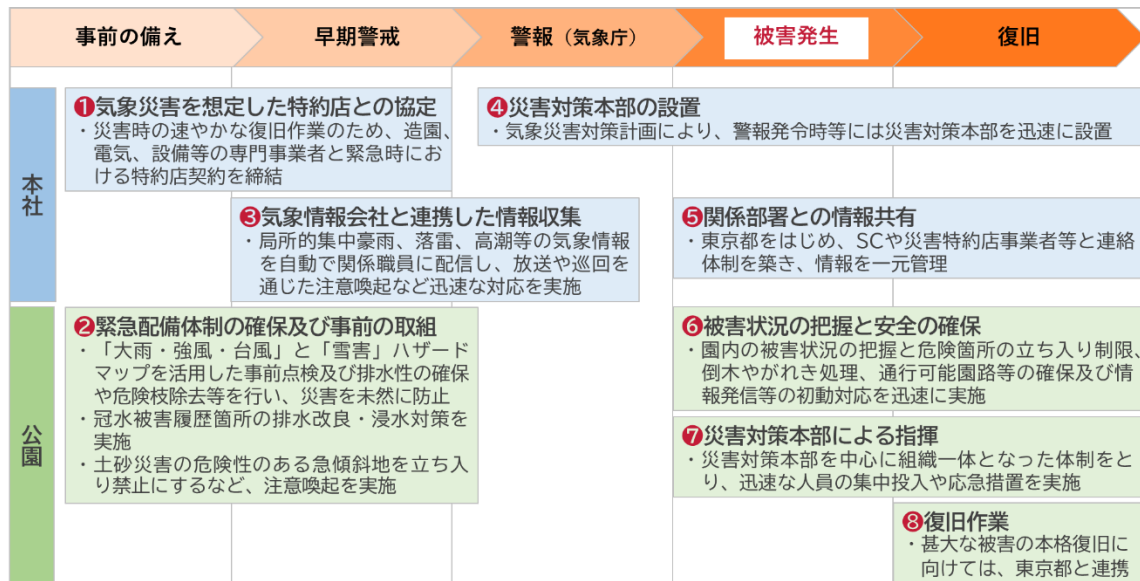 事前の備え
早期警戒
警報（気象庁）
被害発生
復旧
本社
❶気象災害を想定した特約店との協定
・災害時の速やかな復旧作業のため、造園、
電気、設備等の専門事業者と緊急時にお
ける特約店契約を締結
❹災害対策本部の設置
・気象災害対策計画により、警報発令時等には災害対策本部を迅速に設置
❸気象情報会社と連携した情報収集
・局所的集中豪雨、落雷、高潮等の気象情報
を自動で関係職員に配信し、放送や巡回を
通じた注意喚起など迅速な対応を実施
❺関係部署との情報共有
・東京都をはじめ、SCや災害特約店事業者等と連絡
体制を築き、情報を一元管理
公園
❷緊急配備体制の確保及び事前の取組
・「大雨・強風・台風」と「雪害」ハザード
マップを活用した事前点検及び排水性の確保
や危険枝除去等を行い、災害を未然に防止
・冠水被害履歴箇所の排水改良・浸水対策を
実施
・土砂災害の危険性のある急傾斜地を立ち入
り禁止にするなど、注意喚起を実施
❻被害状況の把握と安全の確保
・園内の被害状況の把握と危険箇所の立ち入り制限、
倒木やがれき処理、通行可能園路等の確保及び情
報発信等の初動対応を迅速に実施
❼災害対策本部による指揮
・災害対策本部を中心に組織一体となった体制をと
り、迅速な人員の集中投入や応急措置を実施
❽復旧作業
・甚大な被害の本格復旧に
向けては、東京都と連携